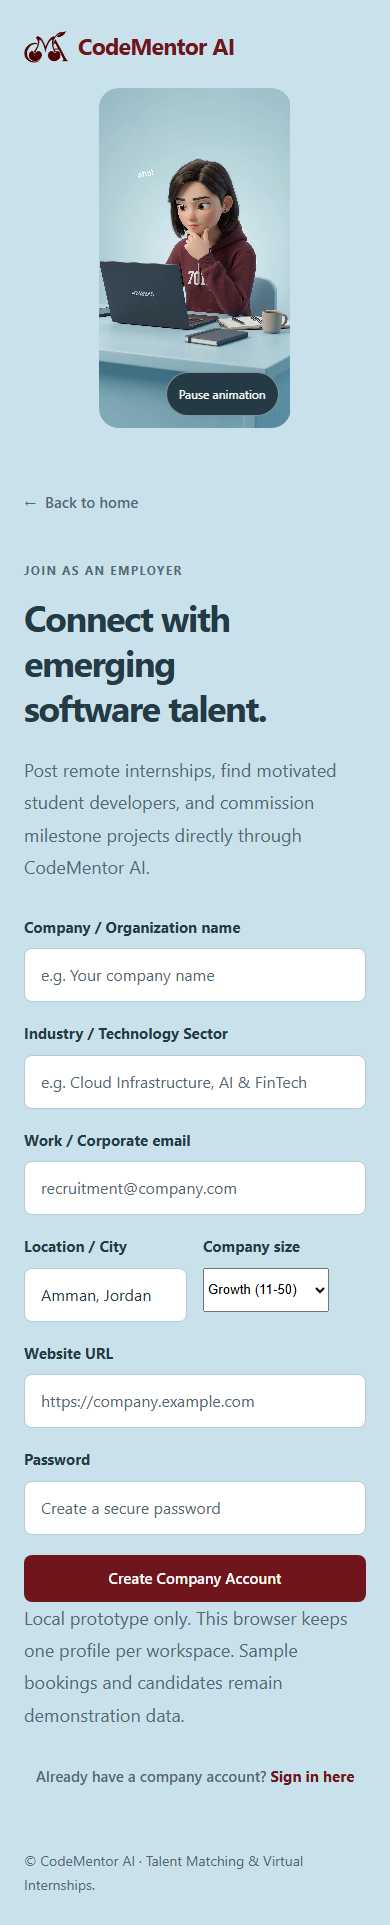 CodeMentor AI
aha!
701
Pause animation
← Back to home
JOIN AS AN EMPLOYER
Connect with
emerging
software talent.
Post remote internships, find motivated
student developers, and commission
milestone projects directly through
CodeMentor AI.
Company / Organization name
e.g. Your company name
Industry / Technology Sector
e.g. Cloud Infrastructure, AI & FinTech
Work / Corporate email
recruitment@company.com
Location / City Company size
Amman, Jordan Growth (11-50)
Website URL
https://company.example.com
Password
Create a secure password
Create Company Account
Local prototype only. This browser keeps
one profile per workspace. Sample
bookings and candidates remain
demonstration data.
Already have a company account? Sign in here
© CodeMentor AI · Talent Matching & Virtual
Internships.